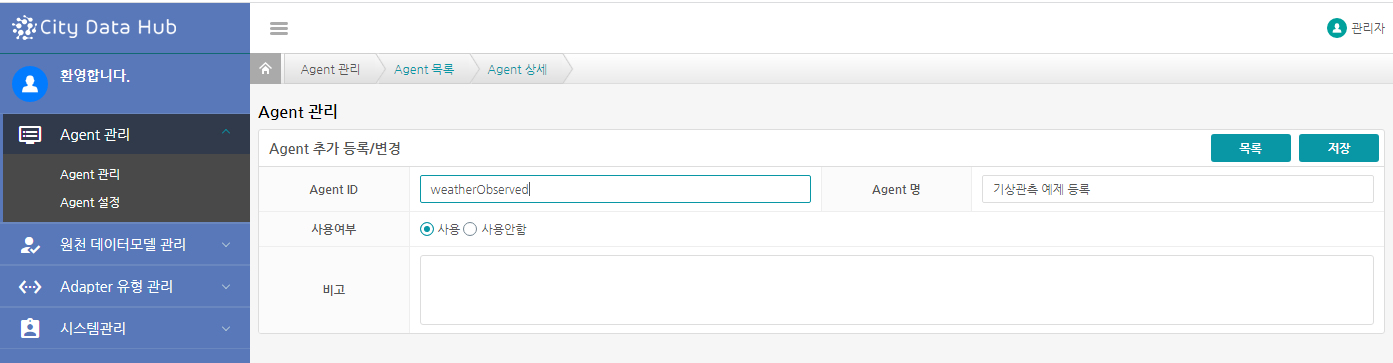 City Data Hub
관리자
환영합니다.
Agent 관리
Agent 관리
Agent 설정
원천 데이터모델 관리
Adapter 유형 관리
시스템관리
Agent 관리 Agent 목록 Agent 상세
Agent 관리
Agent 추가 등록/변경 목록 저장
Agent ID weatherObserved Agent 명 기상관측 예제 등록
사용여부 사용 사용안함
비고